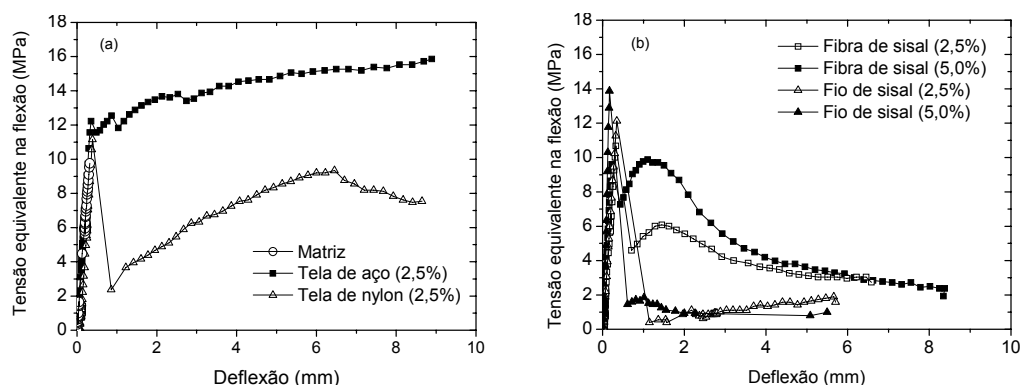 (a)
Tensão equivalente na flexão (MPa)
18
16
14
12
10
8
6
4
2
0
Matriz
Tela de aço (2,5%)
Tela de nylon (2,5%)
0 2 4 6 8 10
Deflexão (mm)
(b)
Tensão equivalente na flexão (MPa)
18
16
14
12
10
8
6
4
2
0
Fibra de sisal (2,5%)
Fibra de sisal (5,0%)
Fio de sisal (2,5%)
Fio de sisal (5,0%)
0 2 4 6 8 10
Deflexão (mm)